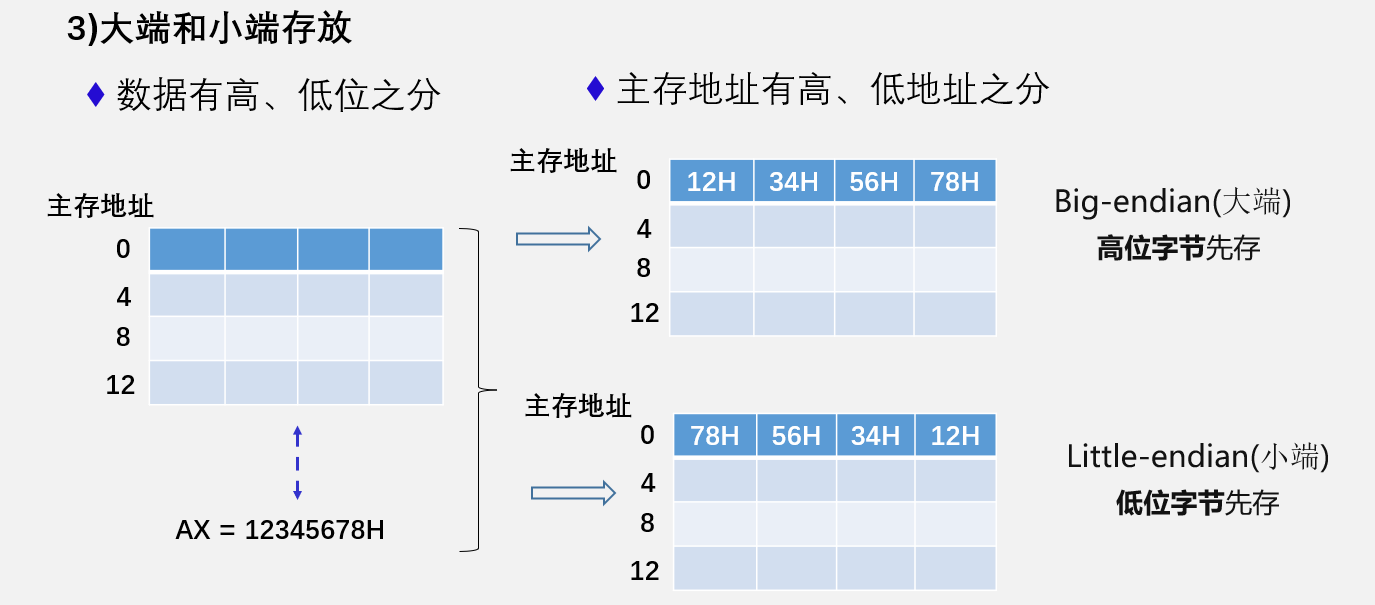 3)大端和小端存放
数据有高、低位之分
主存地址有高、低地址之分
主存地址
0
4
8
12
AX = 12345678H
主存地址
0 12H 34H 56H 78H
4
8
12
Big-endian(大端)
高位字节先存
主存地址
0 78H 56H 34H 12H
4
8
12
Little-endian(小端)
低位字节先存